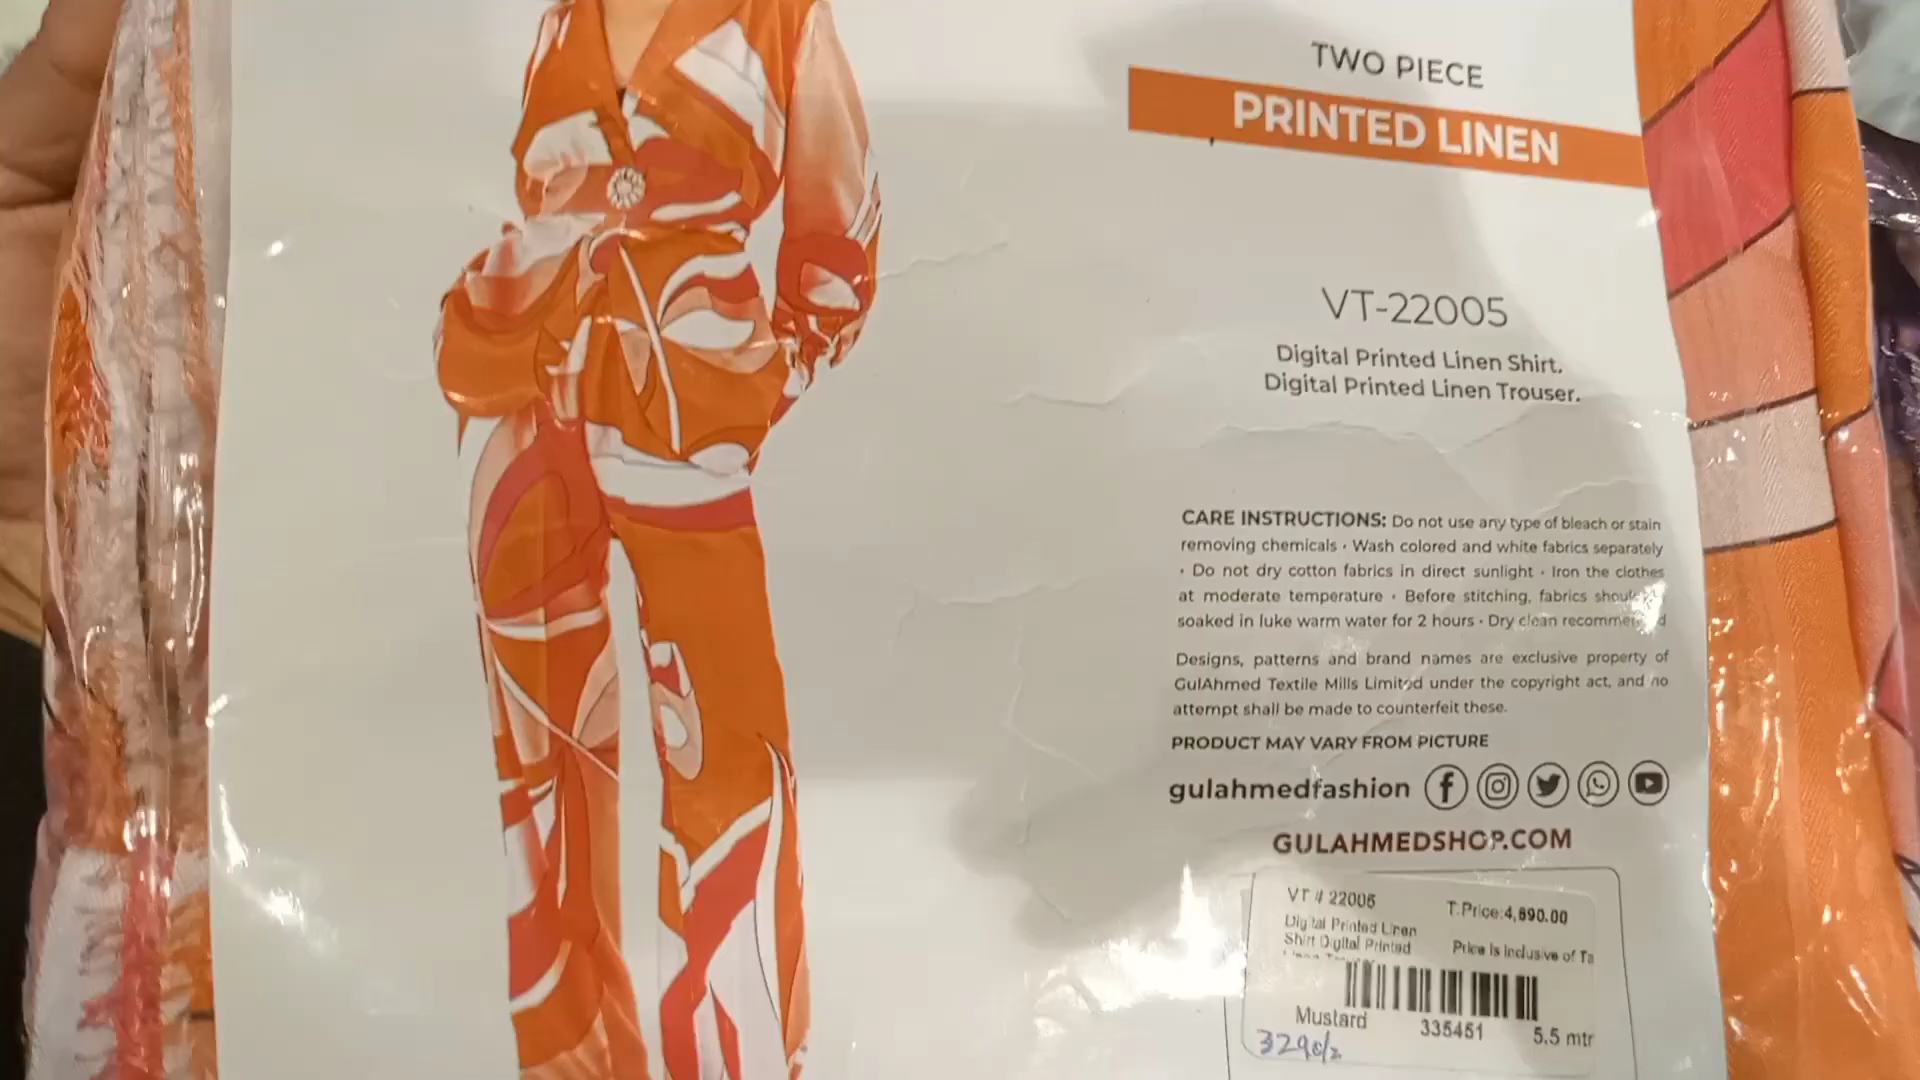 TWO PIECE
PRINTED LINEN
VT-22005
Digital Printed Linen Shirt.
Digital Printed Linen Trouser.
CARE INSTRUCTIONS: Do not use any type of bleach or stain
removing chemicals • Wash colored and white fabrics separately
• Do not dry cotton fabrics in direct sunlight • Iron the clothes
at moderate temperature • Before stitching, fabrics
soaked in luke warm water for 2 hours • Dry clean
Designs, patterns and brand names are exclusive property of
GulAhmed Textile Mills Limited under the copyright act, and no
attempt shall be made to counterfeit these.
PRODUCT MAY VARY FROM PICTURE
gulahmedfashion
GULAHMEDSHOP.COM
VT # 22005
T.Price:4,890.00
Digital Printed Linen
Shirt Digital Printed
Price is inclusive of Ta
Mustard
335451
5.5 mtr